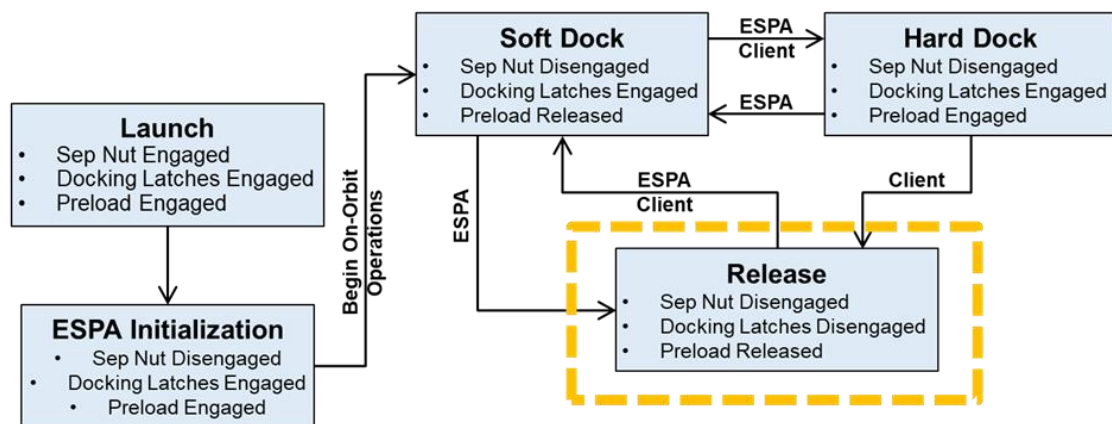 Launch
• Sep Nut Engaged
• Docking Latches Engaged
• Preload Engaged
ESPA Initialization
• Sep Nut Disengaged
• Docking Latches Engaged
• Preload Engaged
Begin On-Orbit
Operations
Soft Dock
• Sep Nut Disengaged
• Docking Latches Engaged
• Preload Released
ESPA
Client
ESPA
Hard Dock
• Sep Nut Disengaged
• Docking Latches Engaged
• Preload Engaged
ESPA
ESPA
Client
Client
Release
• Sep Nut Disengaged
• Docking Latches Disengaged
• Preload Released